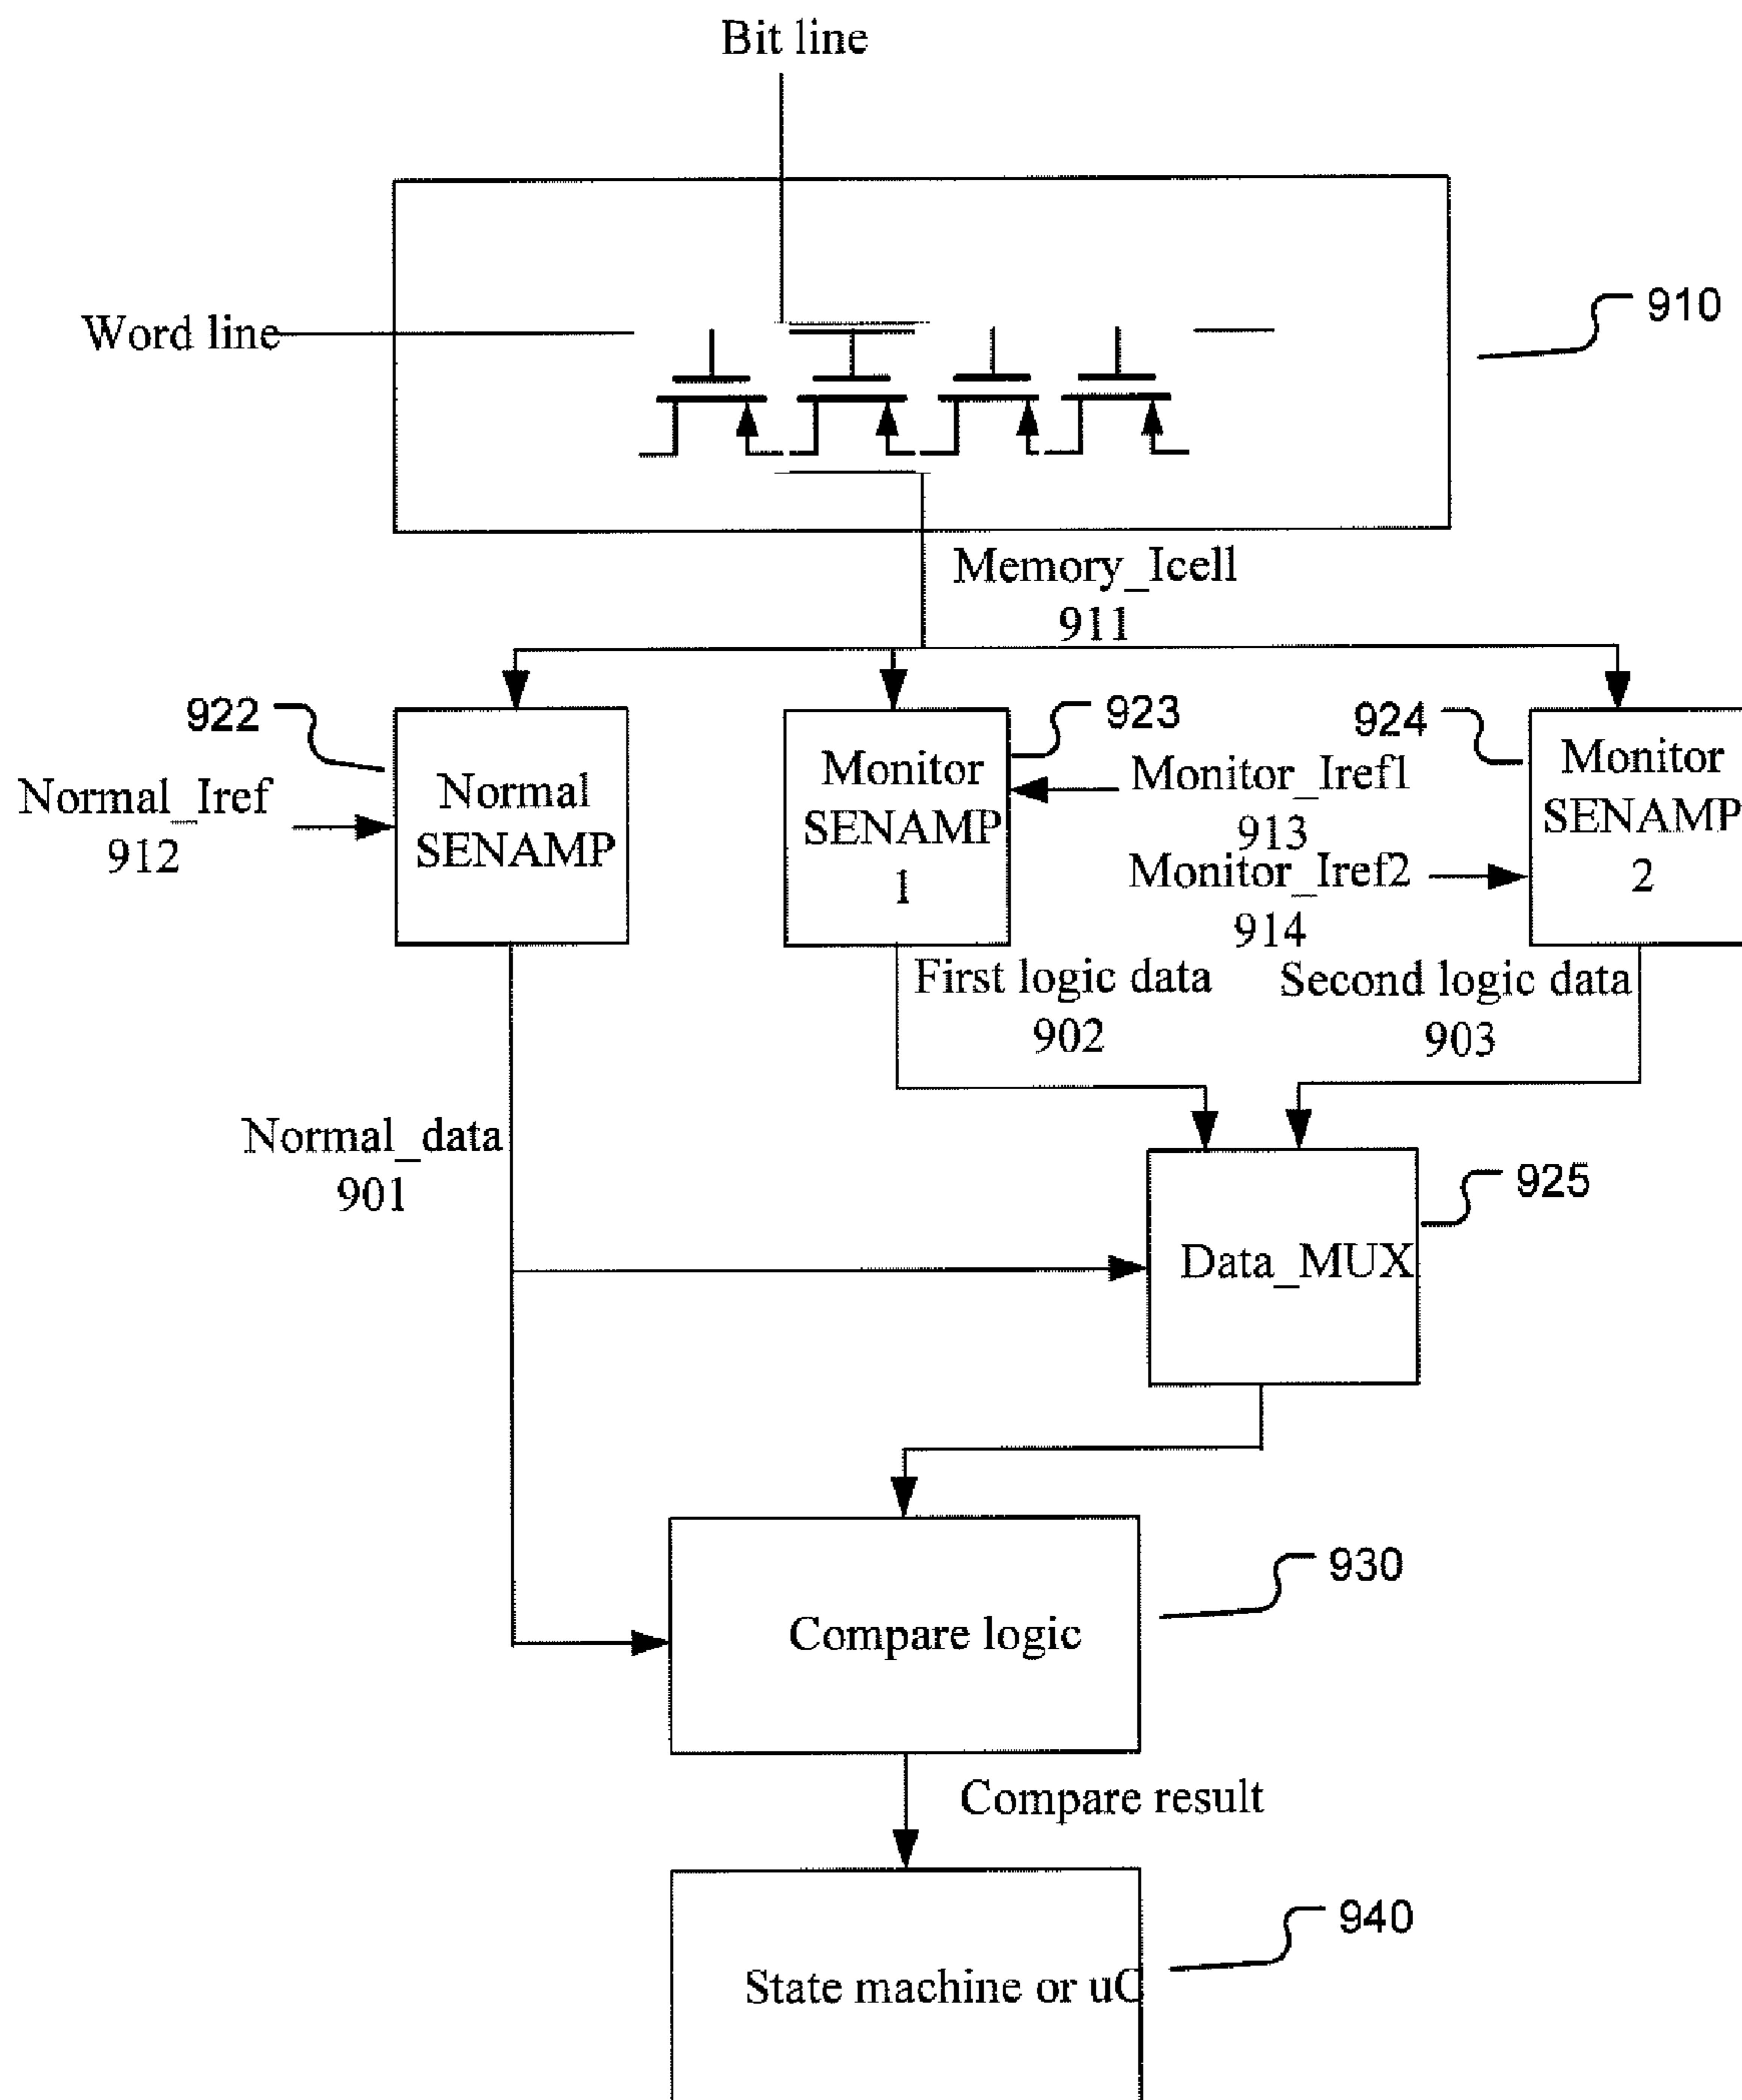 Bit line
Word line
910
Memory_Icell
911
922
923
924
Normal_Iref
912
Normal
SENAMP
Monitor
SENAMP
1
Monitor_Iref1
913
Monitor_Iref2
914
Monitor
SENAMP
2
First logic data
902
Second logic data
903
Normal_data
901
925
Data_MUX
930
Compare logic
Compare result
940
State machine or uC